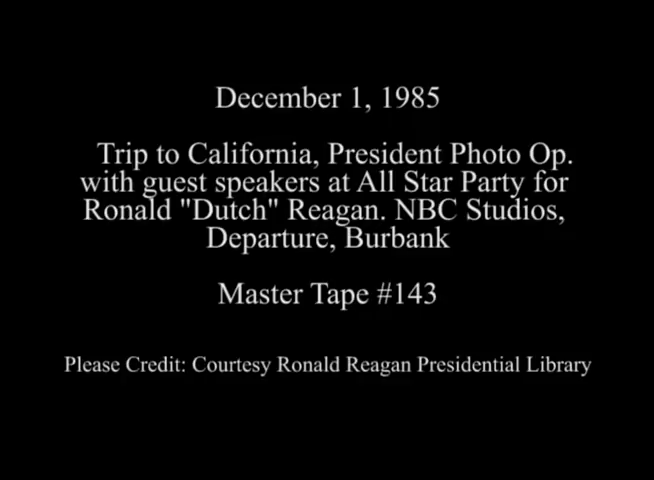 December 1, 1985
Trip to California, President Photo Op.
with guest speakers at All Star Party for
Ronald "Dutch" Reagan. NBC Studios,
Departure, Burbank
Master Tape #143
Please Credit: Courtesy Ronald Reagan Presidential Library